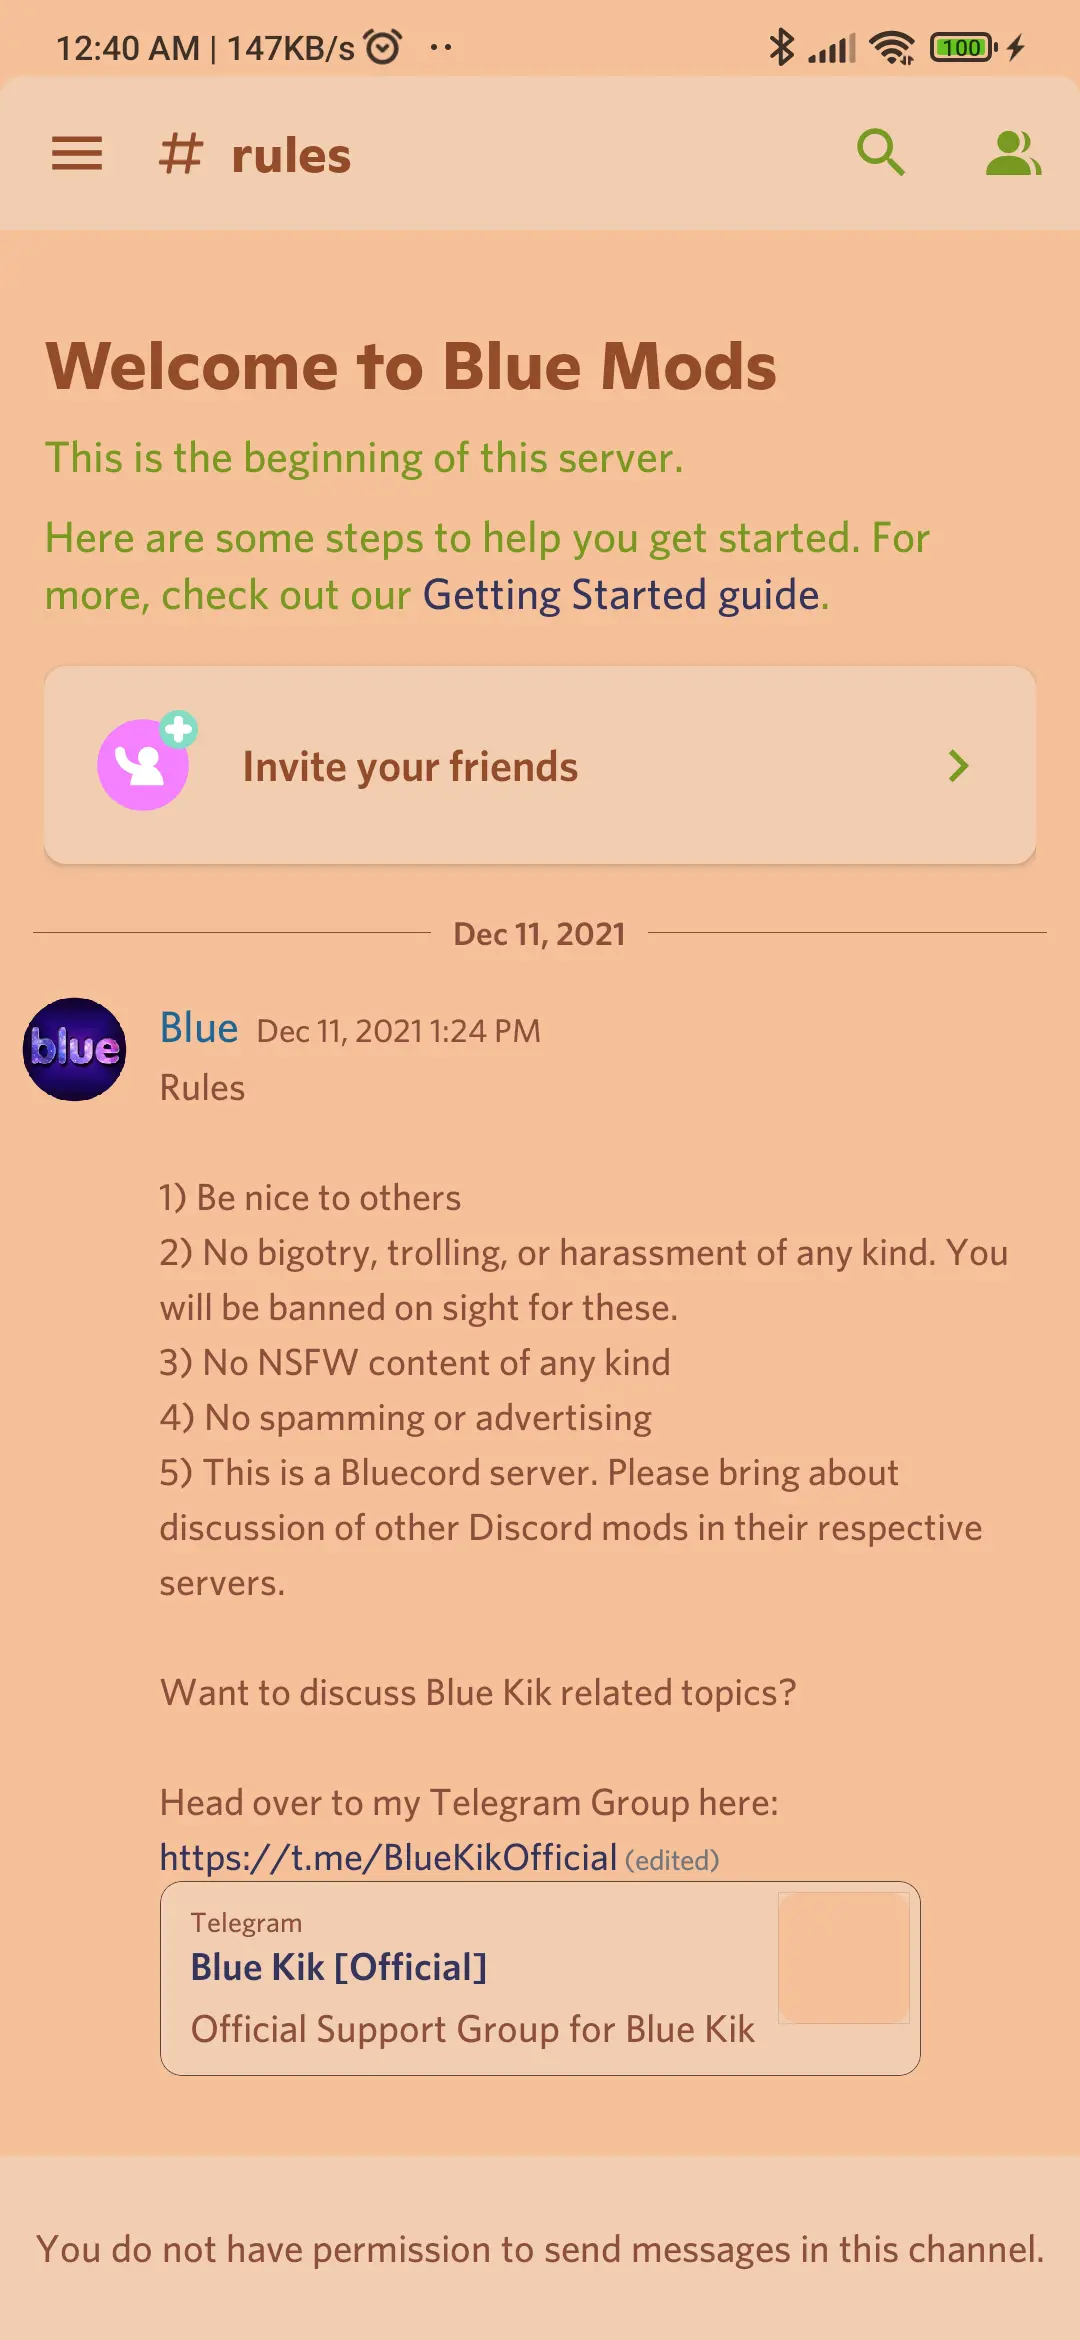 12:40 AM | 147KB/s
100
# rules
Welcome to Blue Mods
This is the beginning of this server.
Here are some steps to help you get started. For
more, check out our Getting Started guide.
Invite your friends
Dec 11, 2021
blue
Blue Dec 11, 2021 1:24 PM
Rules
1) Be nice to others
2) No bigotry, trolling, or harassment of any kind. You
will be banned on sight for these.
3) No NSFW content of any kind
4) No spamming or advertising
5) This is a Bluecord server. Please bring about
discussion of other Discord mods in their respective
servers.
Want to discuss Blue Kik related topics?
Head over to my Telegram Group here:
https://t.me/BlueKikOfficial (edited)
Telegram
Blue Kik [Official]
Official Support Group for Blue Kik
You do not have permission to send messages in this channel.